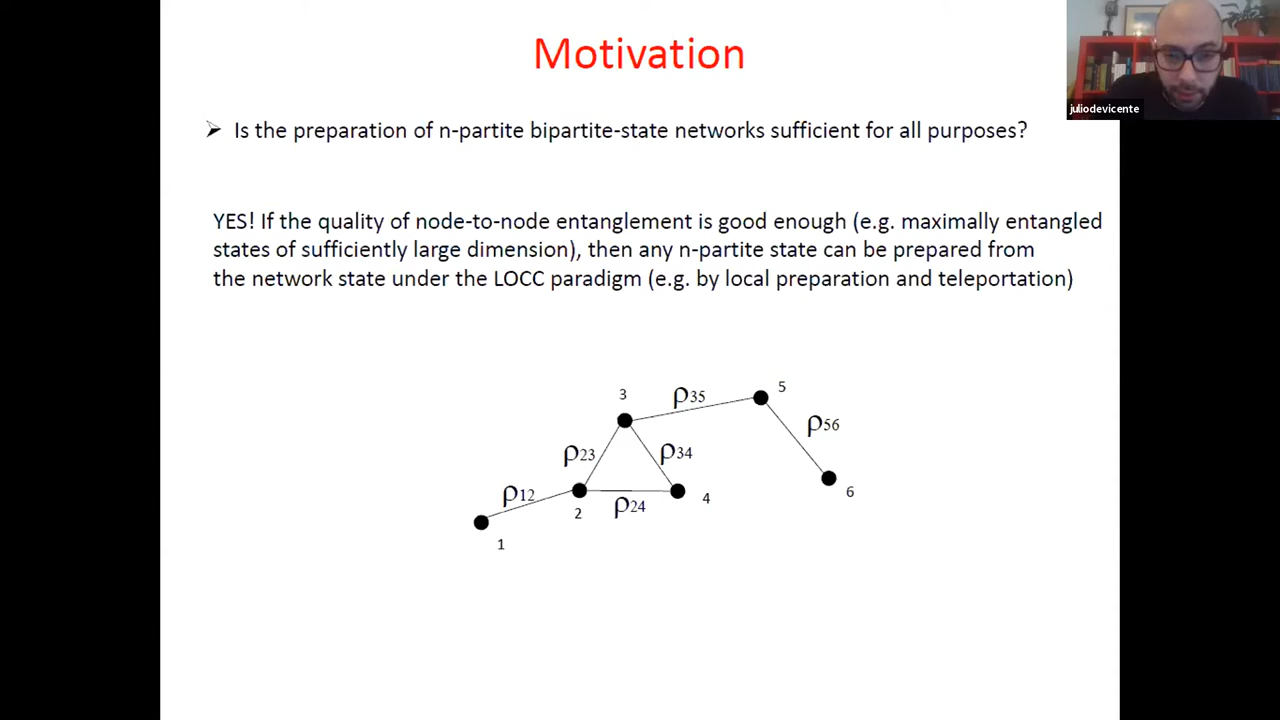 Motivation
juliodevicente
➤ Is the preparation of n-partite bipartite-state networks sufficient for all purposes?
YES! If the quality of node-to-node entanglement is good enough (e.g. maximally entangled
states of sufficiently large dimension), then any n-partite state can be prepared from
the network state under the LOCC paradigm (e.g. by local preparation and teleportation)
3
ρ35
5
ρ23
ρ34
ρ56
ρ12
2
ρ24
4
6
1